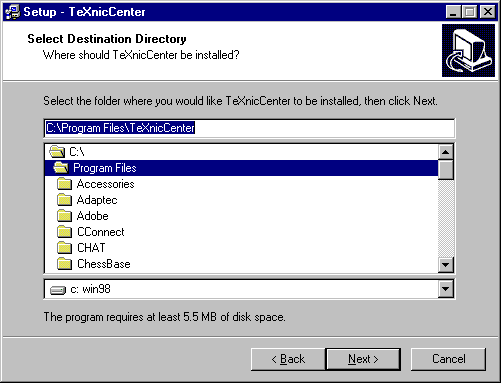 Setup - TeXnicCenter
Select Destination Directory
Where should TeXnicCenter be installed?
Select the folder where you would like TeXnicCenter to be installed, then click Next.
C:\Program Files\TeXnicCenter
C:\
Program Files
Accessories
Adaptec
Adobe
CConnect
CHAT
ChessBase
c: win98
The program requires at least 5.5 MB of disk space.
< Back
Next >
Cancel